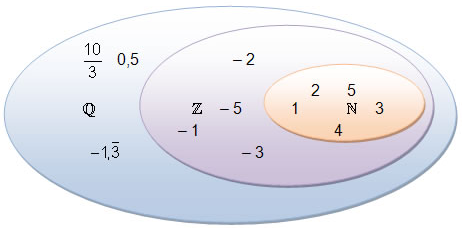 10/3 0,5 – 2
2 5
ℚ ℤ – 5 1 ℕ 3
– 1 4
–1,3̅ – 3